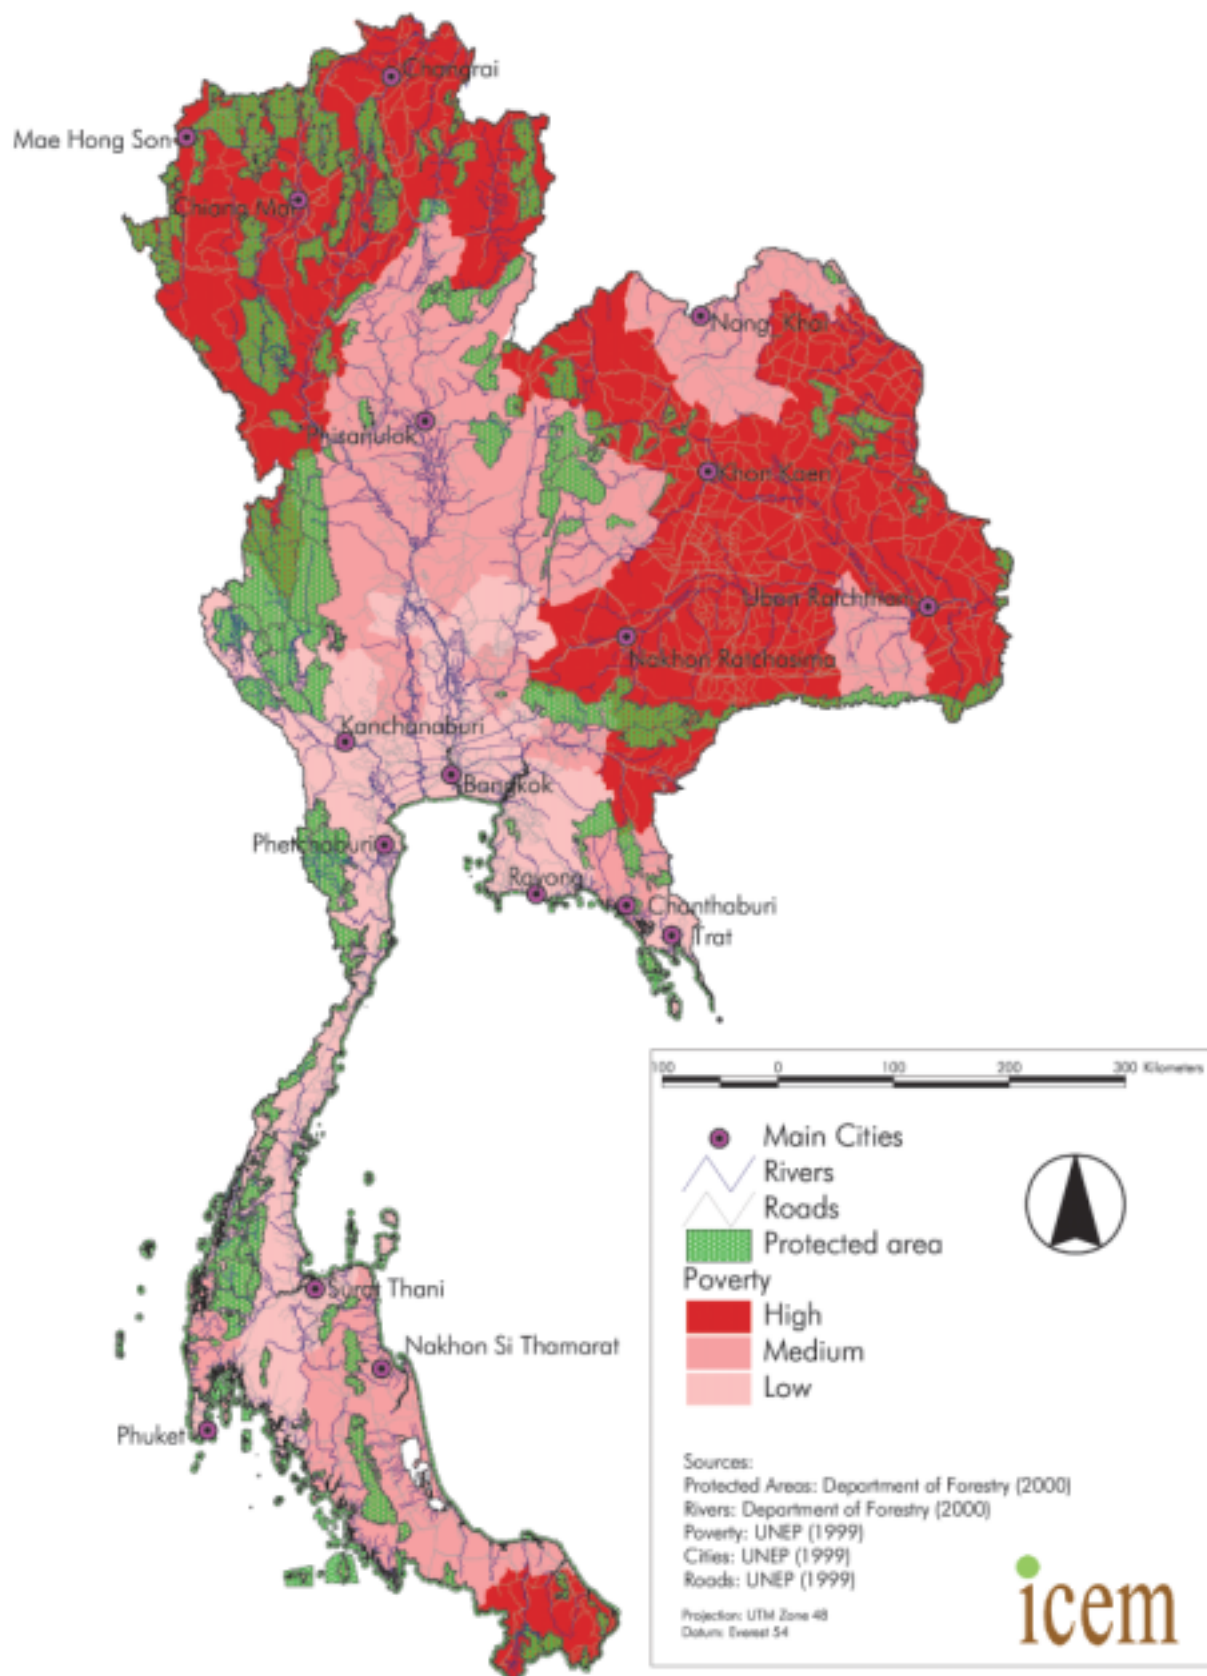 Changrai
Mae Hong Son
Chiang Mai
Nong Khai
Phisanulok
Khon Kaen
Ubon Ratchthani
Nakhon Ratchasima
Kanchanaburi
Bangkok
Phetchaburi
Rayong
Chanthaburi
Trat
100 0 100 200 300 Kilometers
Main Cities
Rivers
Roads
Protected area
Poverty
High
Medium
Low
Surat Thani
Nakhon Si Thamarat
Phuket
Sources:
Protected Areas: Department of Forestry (2000)
Rivers: Department of Forestry (2000)
Poverty: UNEP (1999)
Cities: UNEP (1999)
Roads: UNEP (1999)
Projection: UTM Zone 48
Datum: Everest 54
icem